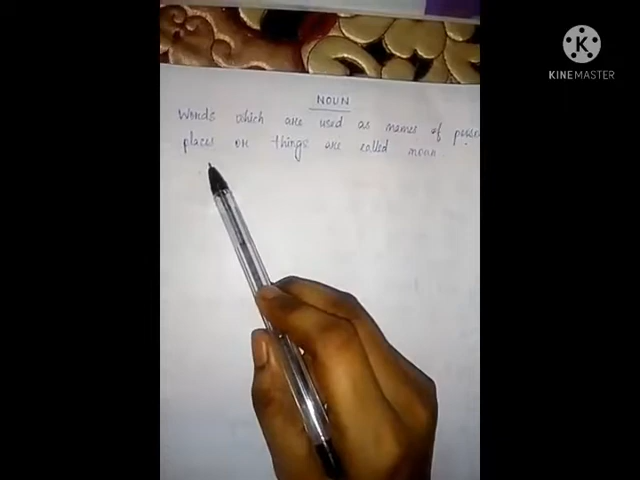 NOUN
Words which are used as names of person
places or things are called noun.
K
KINEMASTER